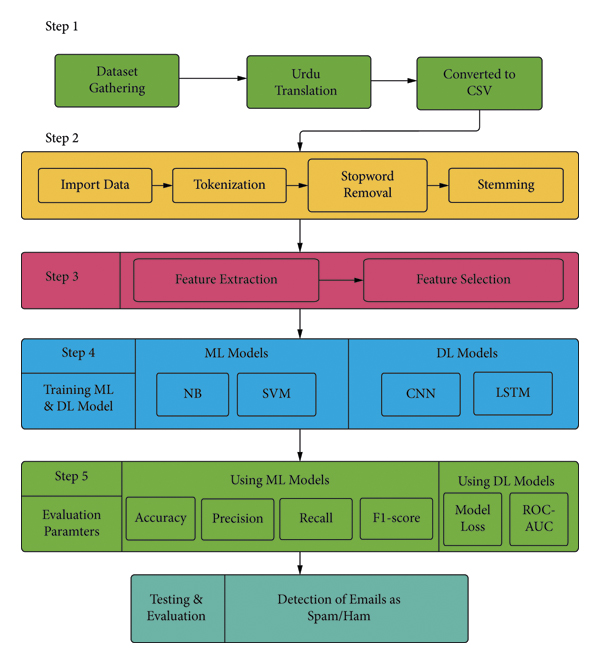 Step 1
Dataset
Gathering
Urdu
Translation
Converted to
CSV
Step 2
Import Data
Tokenization
Stopword
Removal
Stemming
Step 3
Feature Extraction
Feature Selection
Step 4
Training ML
& DL Model
ML Models
NB
SVM
DL Models
CNN
LSTM
Step 5
Evaluation
Paramters
Using ML Models
Accuracy
Precision
Recall
F1-score
Using DL Models
Model
Loss
ROC-
AUC
Testing &
Evaluation
Detection of Emails as
Spam/Ham